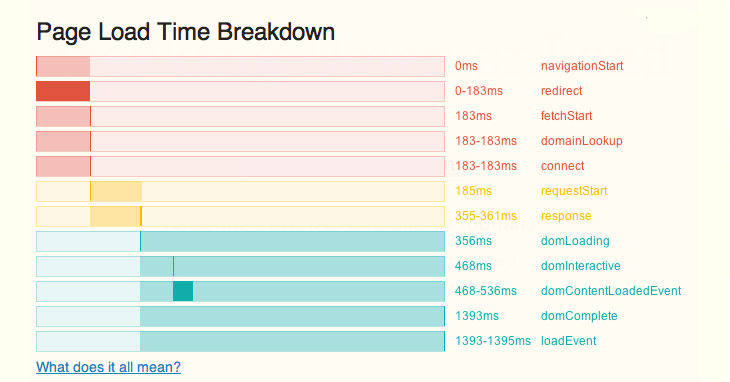 Page Load Time Breakdown
0ms navigationStart
0-183ms redirect
183ms fetchStart
183-183ms domainLookup
183-183ms connect
185ms requestStart
355-361ms response
356ms domLoading
468ms domInteractive
468-536ms domContentLoadedEvent
1393ms domComplete
1393-1395ms loadEvent
What does it all mean?